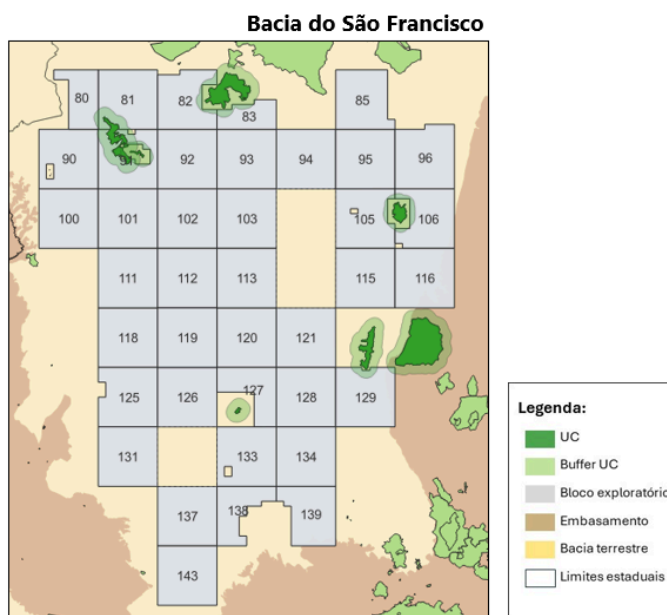 Bacia do São Francisco
80 81 82 83 85
90 91 92 93 94 95 96
100 101 102 103 105 106
111 112 113 115 116
118 119 120 121
125 126 127 128 129
131 133 134
137 138 139
143
Legenda:
UC
Buffer UC
Bloco exploratóri
Embasamento
Bacia terrestre
Limites estaduais